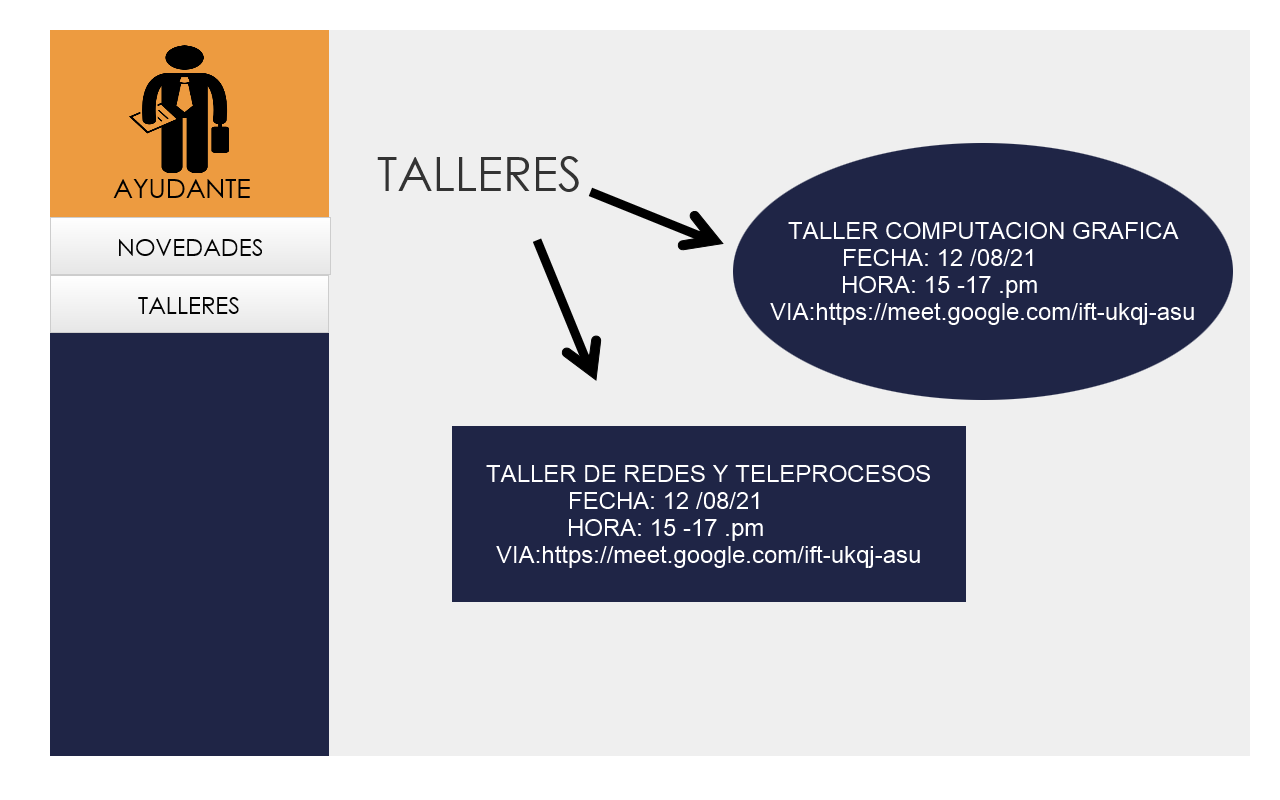 AYUDANTE
NOVEDADES
TALLERES
TALLERES
TALLER COMPUTACION GRAFICA
FECHA: 12 /08/21
HORA: 15 -17 .pm
VIA:https://meet.google.com/ift-ukqj-asu
TALLER DE REDES Y TELEPROCESOS
FECHA: 12 /08/21
HORA: 15 -17 .pm
VIA:https://meet.google.com/ift-ukqj-asu